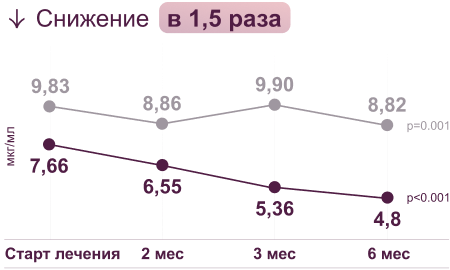 ↓ Снижение в 1,5 раза
9,83
8,86
9,90
8,82
p=0.001
мкг/мл
7,66
6,55
5,36
4,8
p<0.001
Старт лечения 2 мес 3 мес 6 мес